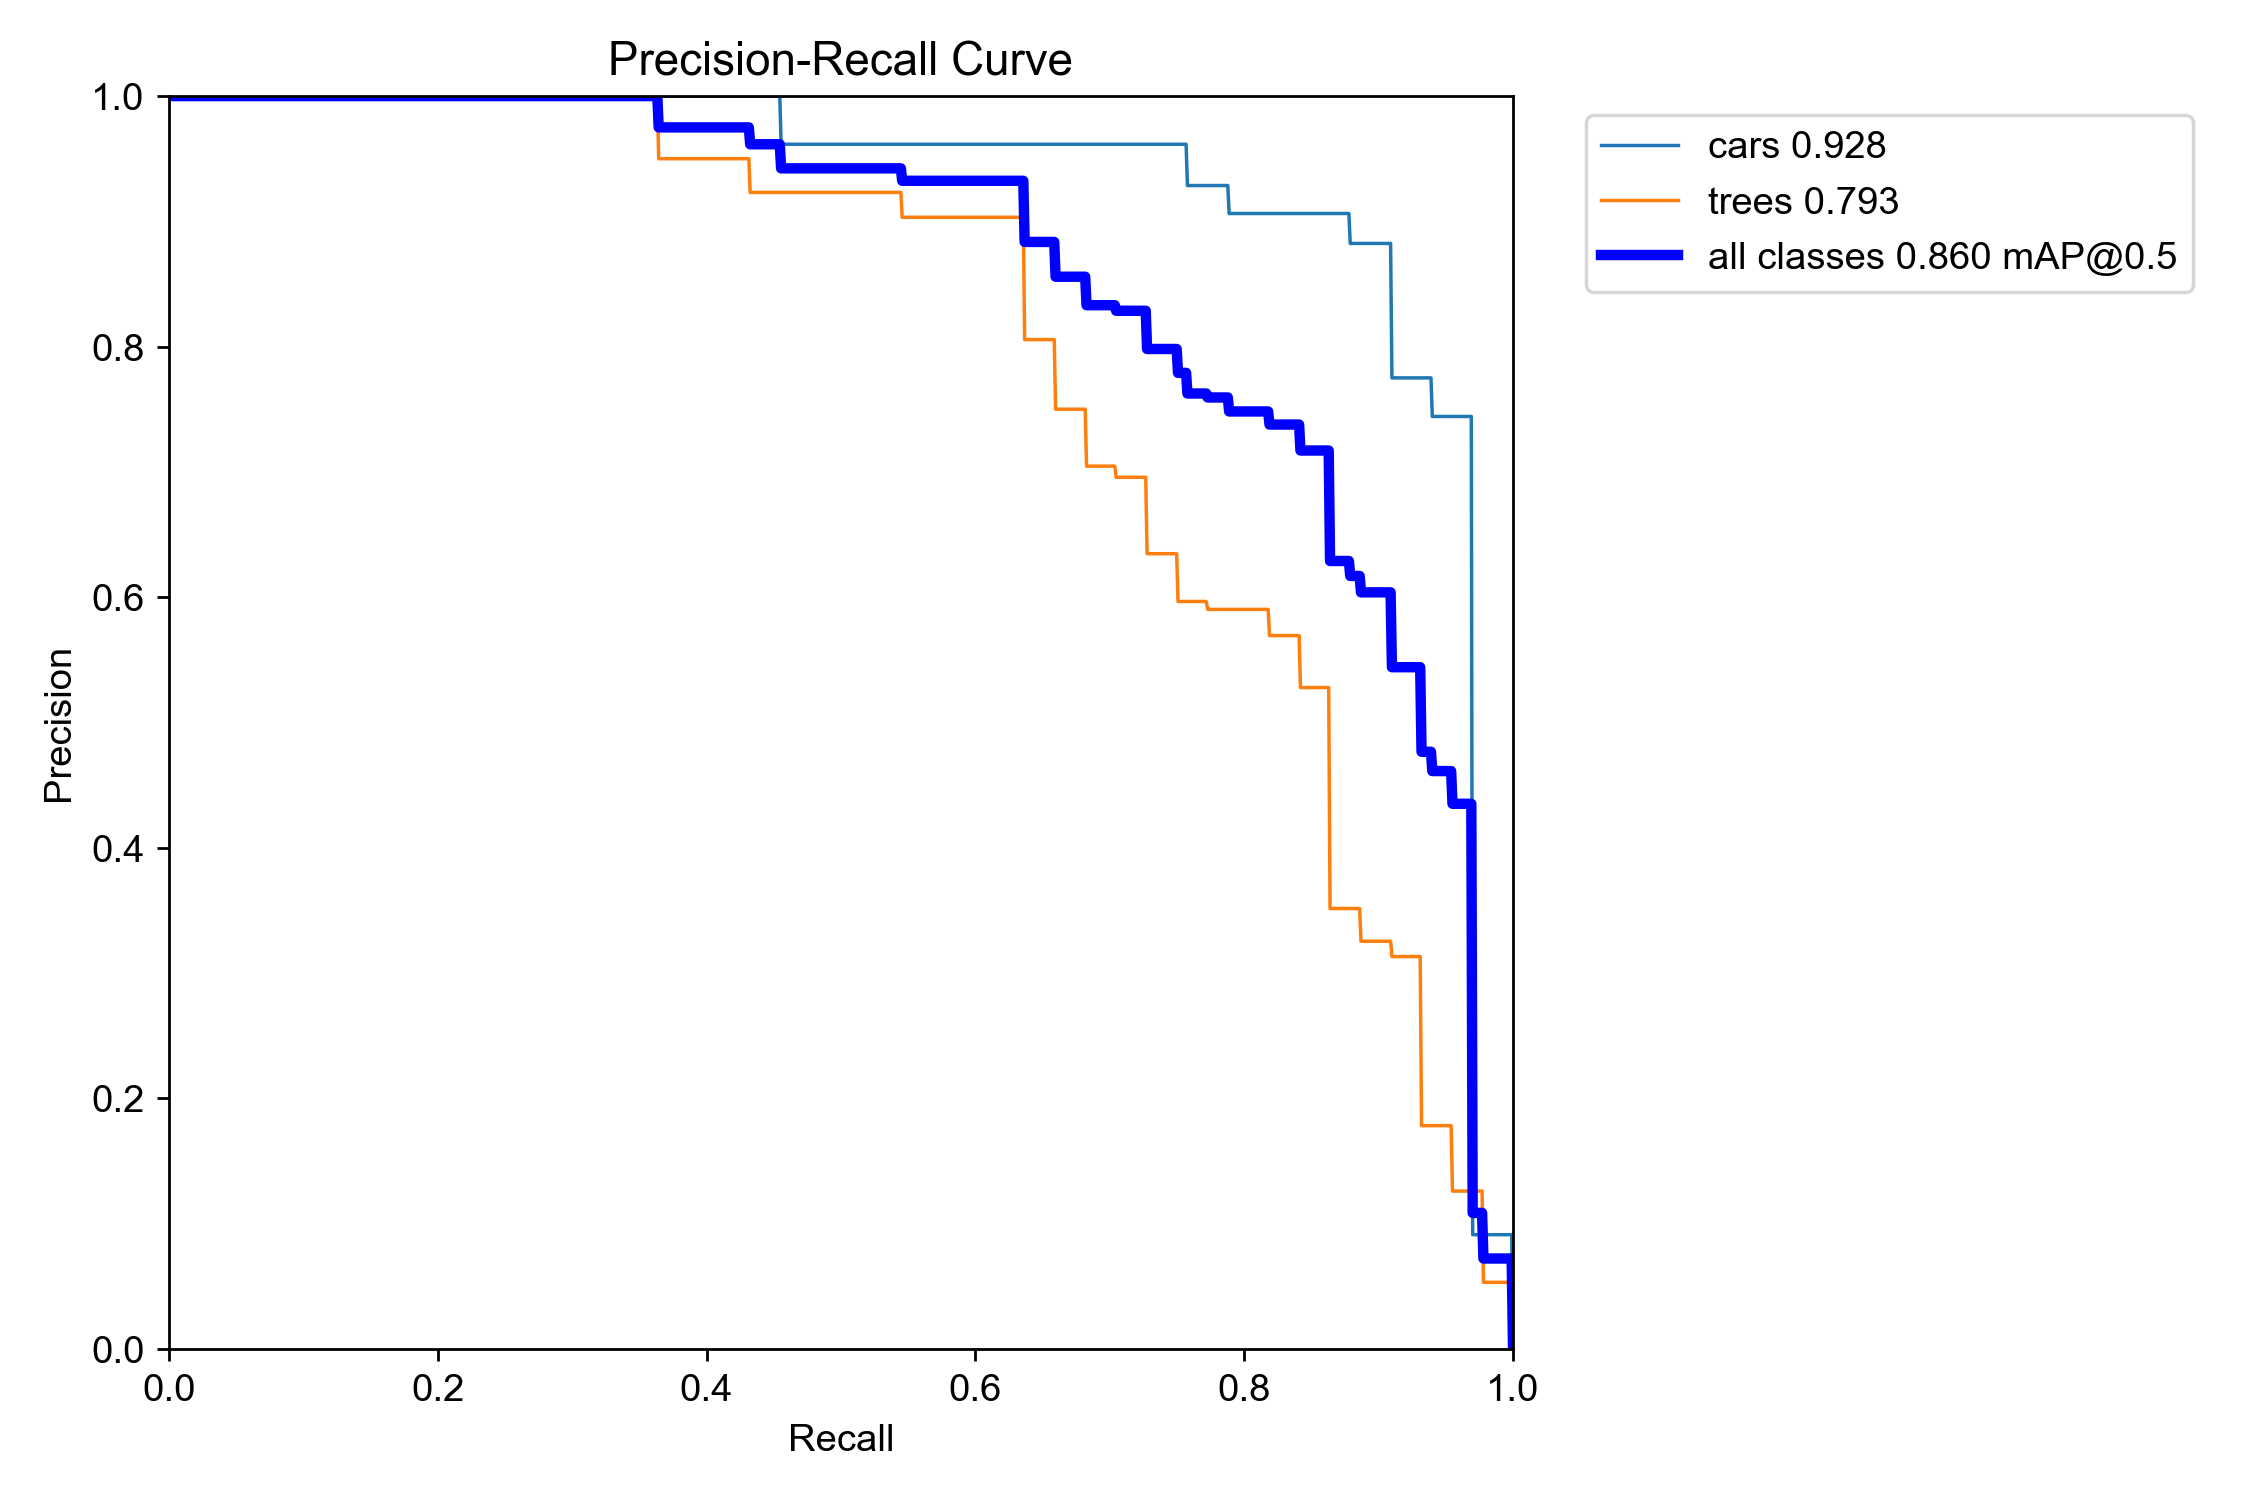 Precision-Recall Curve
1.0
0.8
0.6
0.4
0.2
0.0
Precision
0.0 0.2 0.4 0.6 0.8 1.0
Recall
cars 0.928
trees 0.793
all classes 0.860 mAP@0.5